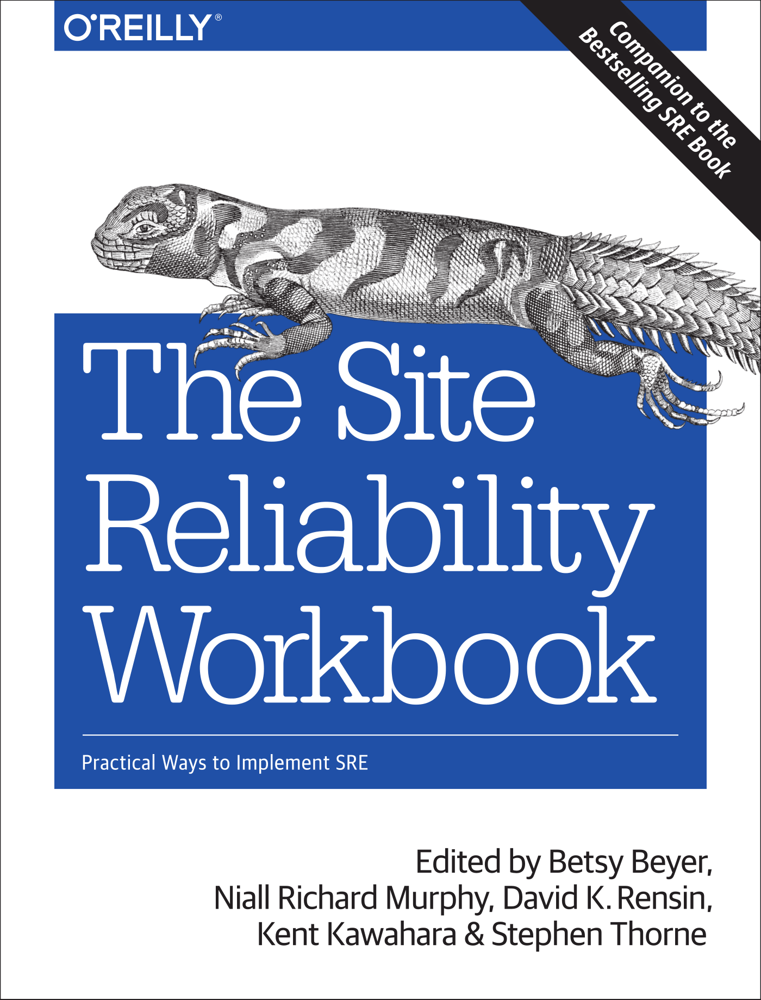 O'REILLY®
Companion to the
Bestselling SRE Book
The Site
Reliability
Workbook
Practical Ways to Implement SRE
Edited by Betsy Beyer,
Niall Richard Murphy, David K. Rensin,
Kent Kawahara & Stephen Thorne